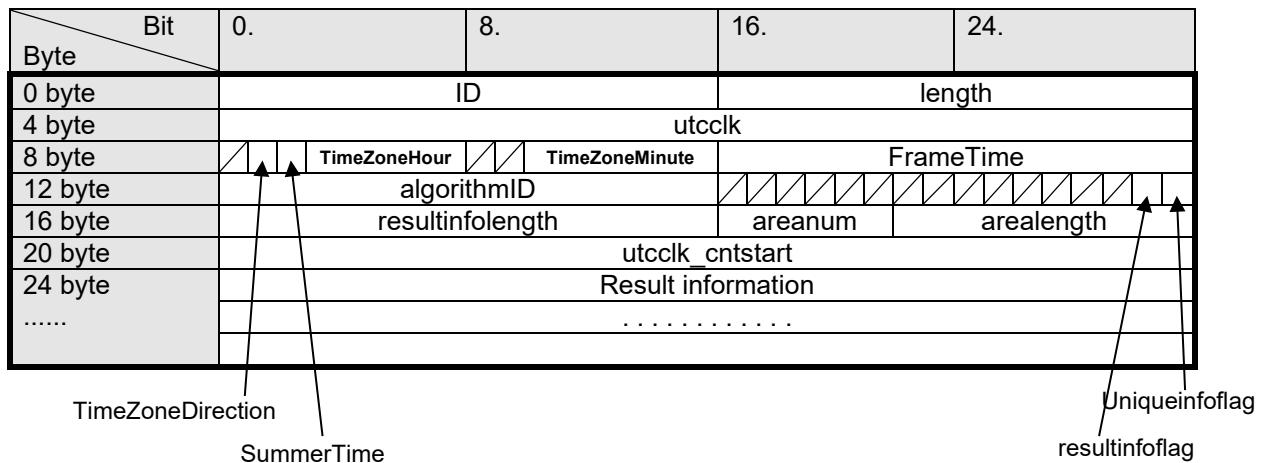 Bit 0. 8. 16. 24.
Byte
0 byte ID length
4 byte utcclk
8 byte TimeZoneHour TimeZoneMinute FrameTime
12 byte algorithmID
16 byte resultinfolength areanum arealength
20 byte utcclk_cntstart
24 byte Result information
...... . . . . . . . . . . . .
TimeZoneDirection Uniqueinfoflag
SummerTime resultinfoflag